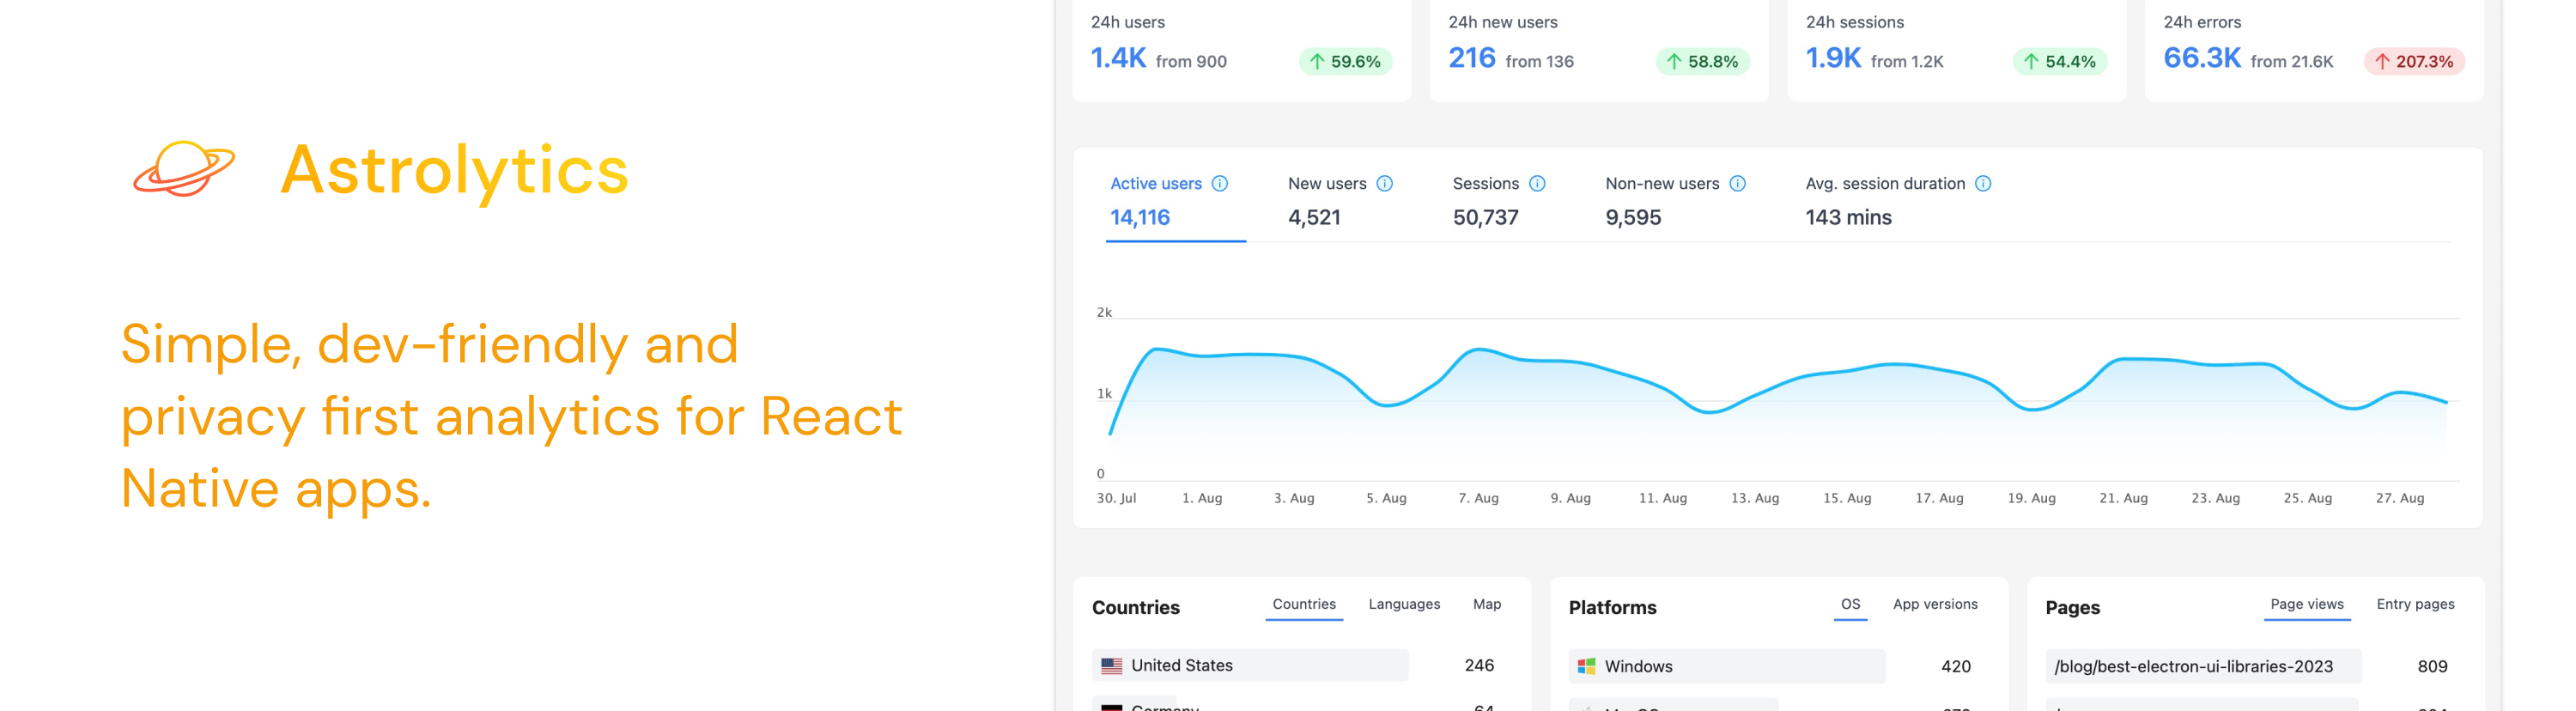 Astrolytics
Simple, dev-friendly and
privacy first analytics for React
Native apps.
24h users
1.4K from 900 ↑ 59.6%
24h new users
216 from 136 ↑ 58.8%
24h sessions
1.9K from 1.2K ↑ 54.4%
24h errors
66.3K from 21.6K ↑ 207.3%
Active users
14,116
New users
4,521
Sessions
50,737
Non-new users
9,595
Avg. session duration
143 mins
2k
1k
0
30. Jul 1. Aug 3. Aug 5. Aug 7. Aug 9. Aug 11. Aug 13. Aug 15. Aug 17. Aug 19. Aug 21. Aug 23. Aug 25. Aug 27. Aug
Countries Countries Languages Map
United States 246
Germany 64
Platforms OS App versions
Windows 420
Pages Page views Entry pages
/blog/best-electron-ui-libraries-2023 809